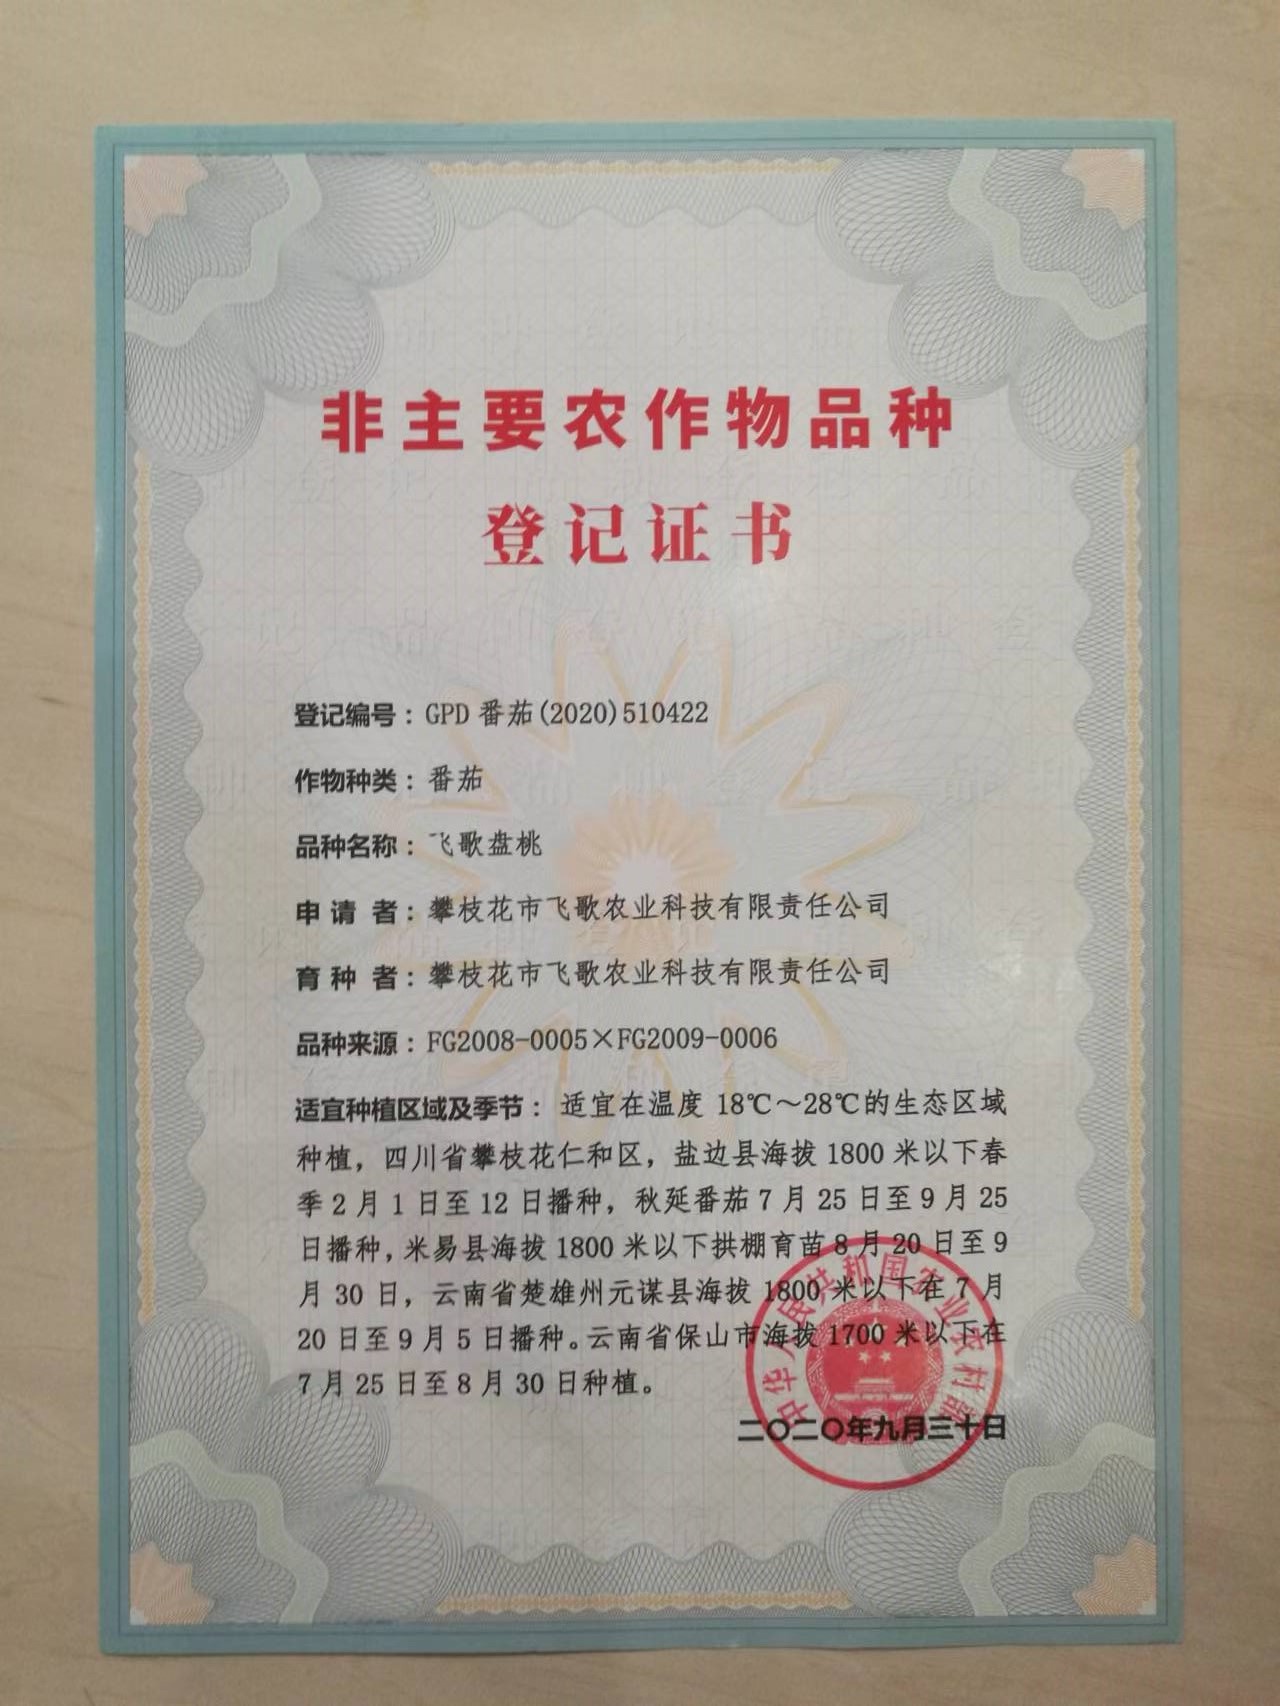 非主要农作物品种
登记证书
登记编号：GPD 番茄(2020)510422
作物种类：番茄
品种名称：飞歌盘桃
申请者：攀枝花市飞歌农业科技有限责任公司
育种者：攀枝花市飞歌农业科技有限责任公司
品种来源：FG2008-0005×FG2009-0006
适宜种植区域及季节：适宜在温度 18℃～28℃的生态区域
种植，四川省攀枝花仁和区，盐边县海拔 1800 米以下春
季 2 月 1 日至 12 日播种，秋延番茄 7 月 25 日至 9 月 25
日播种，米易县海拔 1800 米以下拱棚育苗 8 月 20 日至 9
月 30 日，云南省楚雄州元谋县海拔 1800 米以下在 7 月
20 日至 9 月 5 日播种。云南省保山市海拔 1700 米以下在
7 月 25 日至 8 月 30 日种植。
中华人民共和国农业农村部
二〇二〇年九月三十日